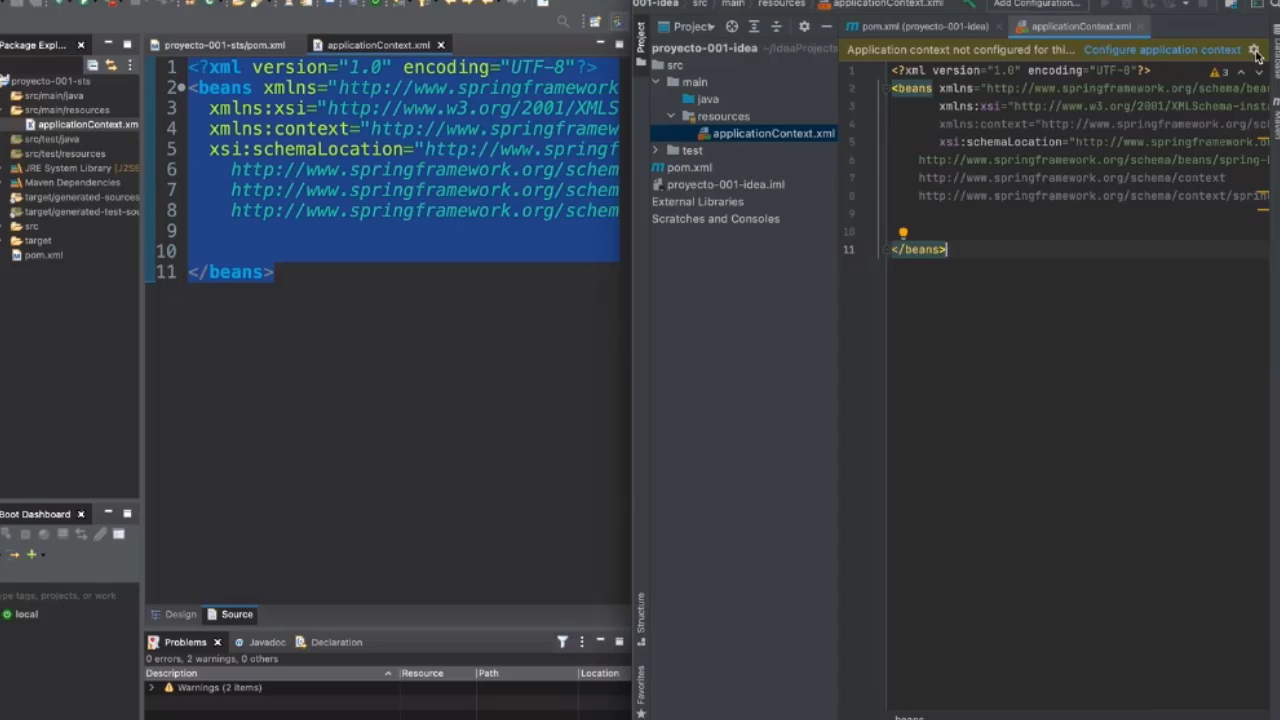 001-idea
src
main
resources
applicationContext.xml
Add Configuration...
Package Expl...
proyecto-001-sts
src/main/java
src/main/resources
applicationContext.xm
src/test/java
src/test/resources
JRE System Library [J2SE
Maven Dependencies
target/generated-sources
target/generated-test-sou
src
target
pom.xml
Boot Dashboard
type tags, projects, or work
local
proyecto-001-sts/pom.xml
applicationContext.xml
1 <?xml version="1.0" encoding="UTF-8"?>
2 <beans xmlns="http://www.springframework
3 xmlns:xsi="http://www.w3.org/2001/XMLS
4 xmlns:context="http://www.springframew
5 xsi:schemaLocation="http://www.springf
6 http://www.springframework.org/schem
7 http://www.springframework.org/schem
8 http://www.springframework.org/schem
9
10
11 </beans>
Design
Source
Problems
Javadoc
Declaration
0 errors, 2 warnings, 0 others
Description
Resource
Path
Location
Warnings (2 items)
Project
Structure
Favorites
Project
proyecto-001-idea ~/IdeaProjects
src
main
java
resources
applicationContext.xml
test
pom.xml
proyecto-001-idea.iml
External Libraries
Scratches and Consoles
pom.xml (proyecto-001-idea)
applicationContext.xml
Application context not configured for thi...
Configure application context
3
1 <?xml version="1.0" encoding="UTF-8"?>
2 <beans xmlns="http://www.springframework.org/schema/bea
3 xmlns:xsi="http://www.w3.org/2001/XMLSchema-inst
4 xmlns:context="http://www.springframework.org/sch
5 xsi:schemaLocation="http://www.springframework.o
6 http://www.springframework.org/schema/beans/spring-
7 http://www.springframework.org/schema/context
8 http://www.springframework.org/schema/context/sprin
9
10
11 </beans>
beans